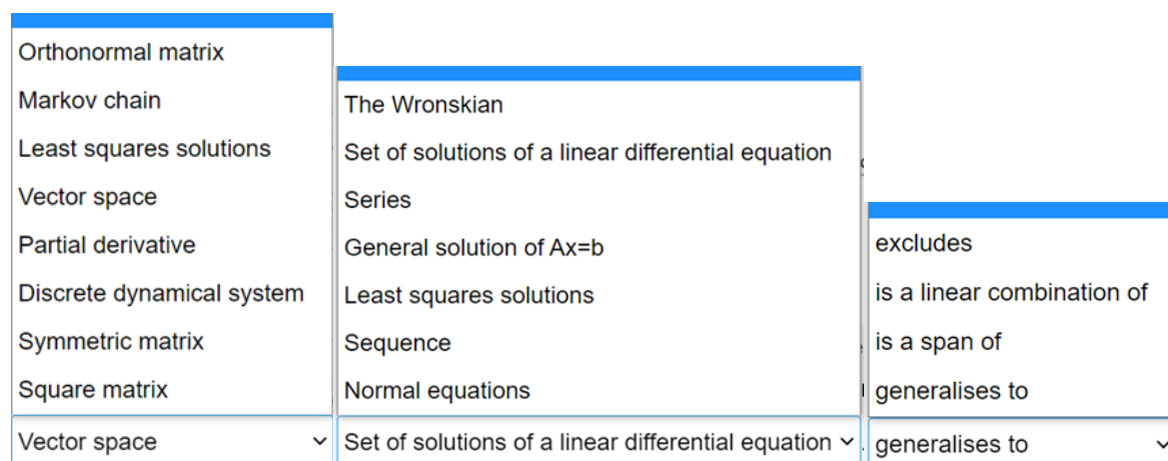 Orthonormal matrix
Markov chain
Least squares solutions
Vector space
Partial derivative
Discrete dynamical system
Symmetric matrix
Square matrix
Vector space
The Wronskian
Set of solutions of a linear differential equation
Series
General solution of Ax=b
Least squares solutions
Sequence
Normal equations
Set of solutions of a linear differential equation
excludes
is a linear combination of
is a span of
generalises to
generalises to